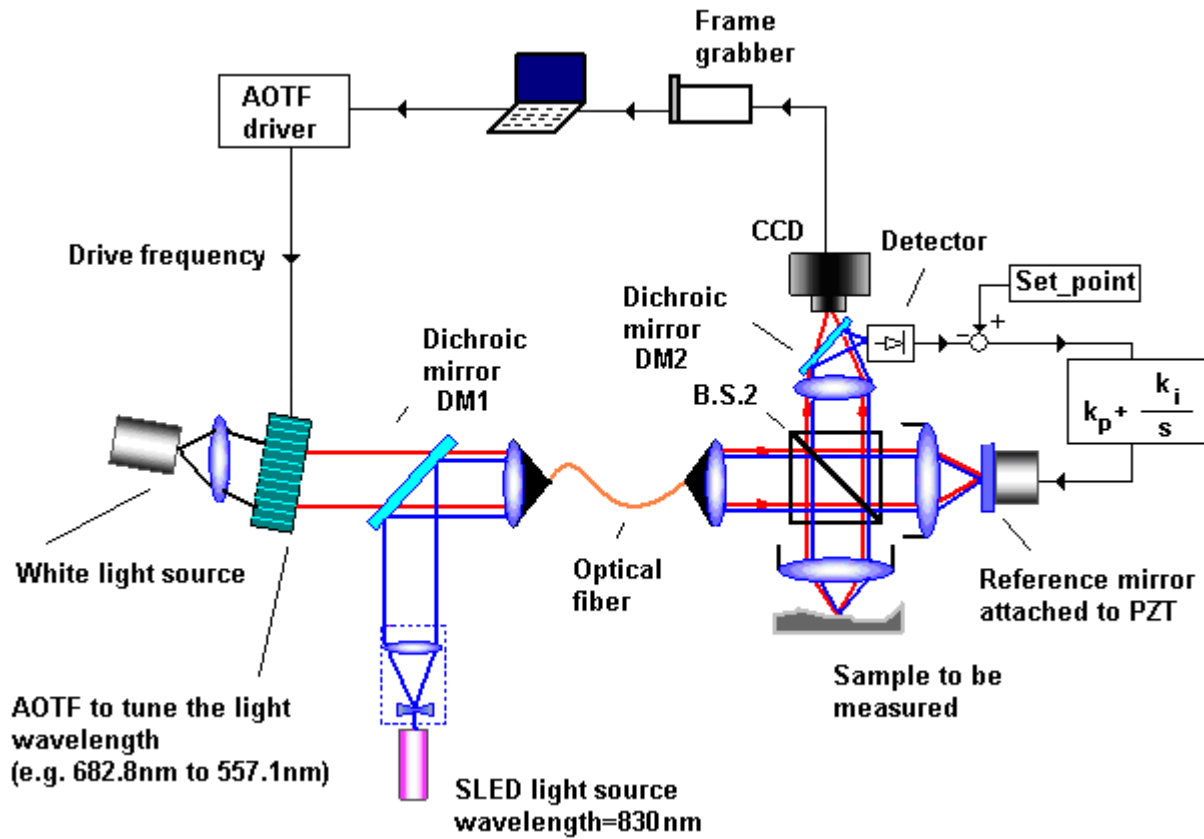 Frame
grabber
AOTF
driver
CCD
Detector
Drive frequency
Set_point
Dichroic
mirror
DM2
- +
Dichroic
mirror
DM1
B.S.2
k_p + k_i/s
White light source
Optical
fiber
Reference mirror
attached to PZT
Sample to be
measured
AOTF to tune the light
wavelength
(e.g. 682.8nm to 557.1nm)
SLED light source
wavelength=830nm